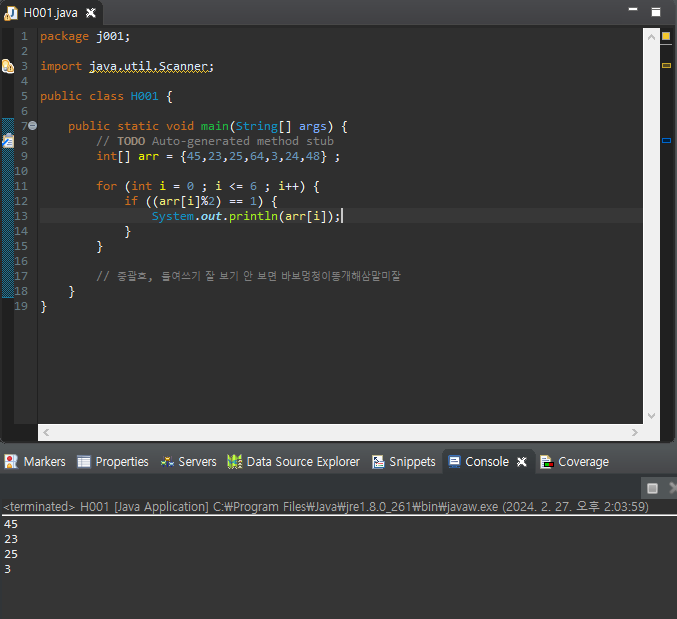 H001.java
1 package j001;
2
3 import java.util.Scanner;
4
5 public class H001 {
6
7 public static void main(String[] args) {
8 // TODO Auto-generated method stub
9 int[] arr = {45,23,25,64,3,24,48} ;
10
11 for (int i = 0 ; i <= 6 ; i++) {
12 if ((arr[i]%2) == 1) {
13 System.out.println(arr[i]);
14 }
15 }
16
17 // 중괄호, 들여쓰기 잘 보기 안 보면 바보멍청이똥개해삼말미잘
18 }
19 }
Markers Properties Servers Data Source Explorer Snippets Console Coverage
<terminated> H001 [Java Application] C:₩Program Files₩Java₩jre1.8.0_261₩bin₩javaw.exe (2024. 2. 27. 오후 2:03:59)
45
23
25
3